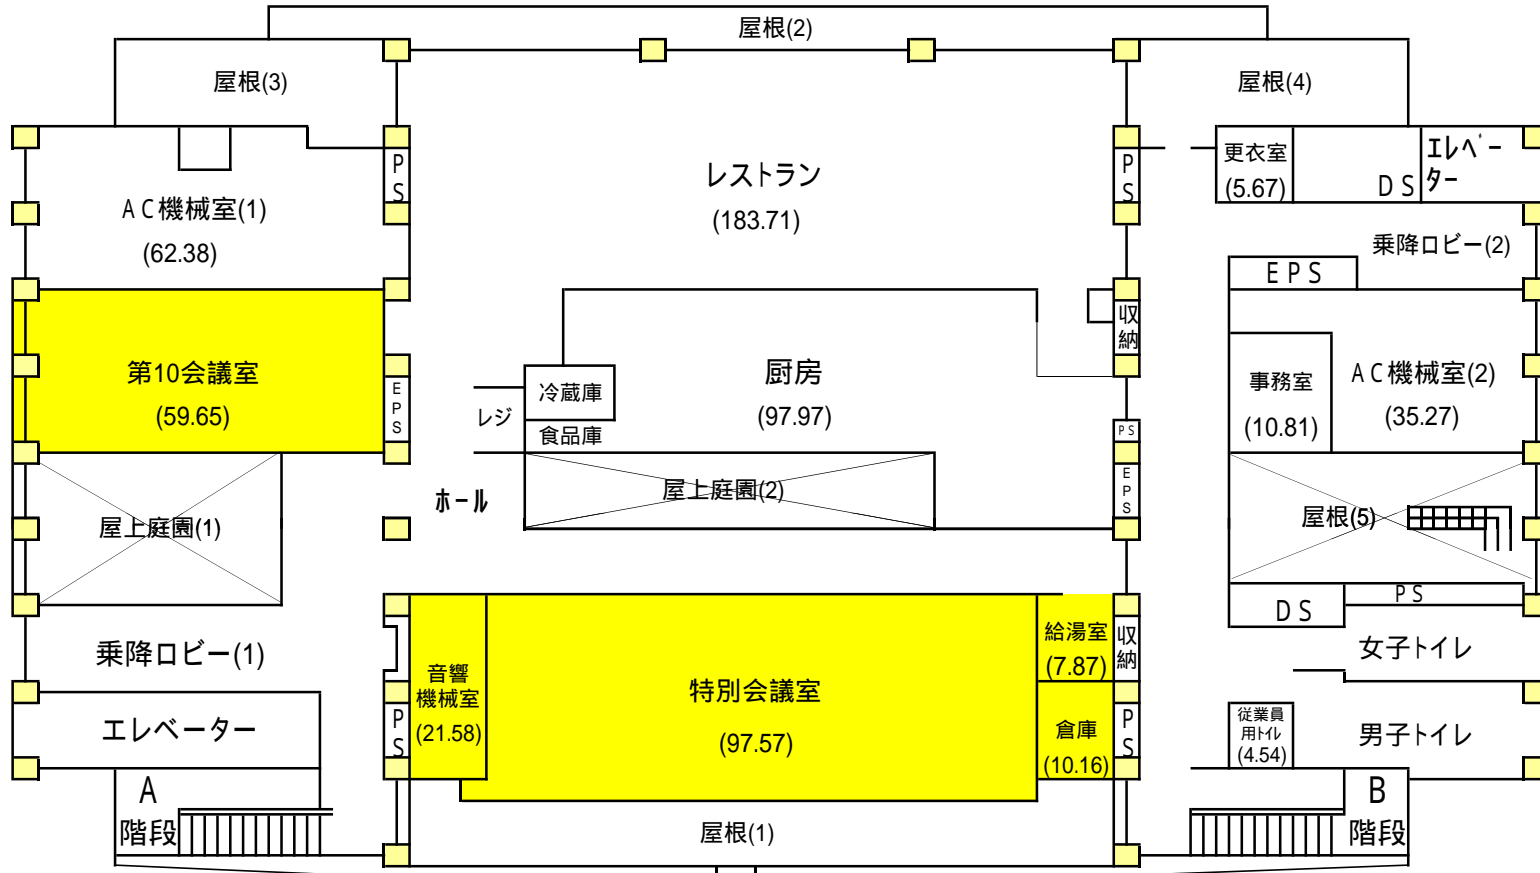 屋根(2)
屋根(3)
屋根(4)
PS
PS
更衣室
(5.67)
DS
エレベーター
レストラン
(183.71)
AC機械室(1)
(62.38)
乗降ロビー(2)
EPS
収納
第10会議室
(59.65)
EPS
冷蔵庫
食品庫
レジ
厨房
(97.97)
PS
EPS
事務室
(10.81)
AC機械室(2)
(35.27)
ホール
屋上庭園(1)
屋上庭園(2)
屋根(5)
PS
DS
乗降ロビー(1)
音響
機械室
(21.58)
特別会議室
(97.57)
給湯室
(7.87)
収納
倉庫
(10.16)
女子トイレ
エレベーター
PS
PS
従業員
用トイレ
(4.54)
男子トイレ
A
階段
屋根(1)
B
階段